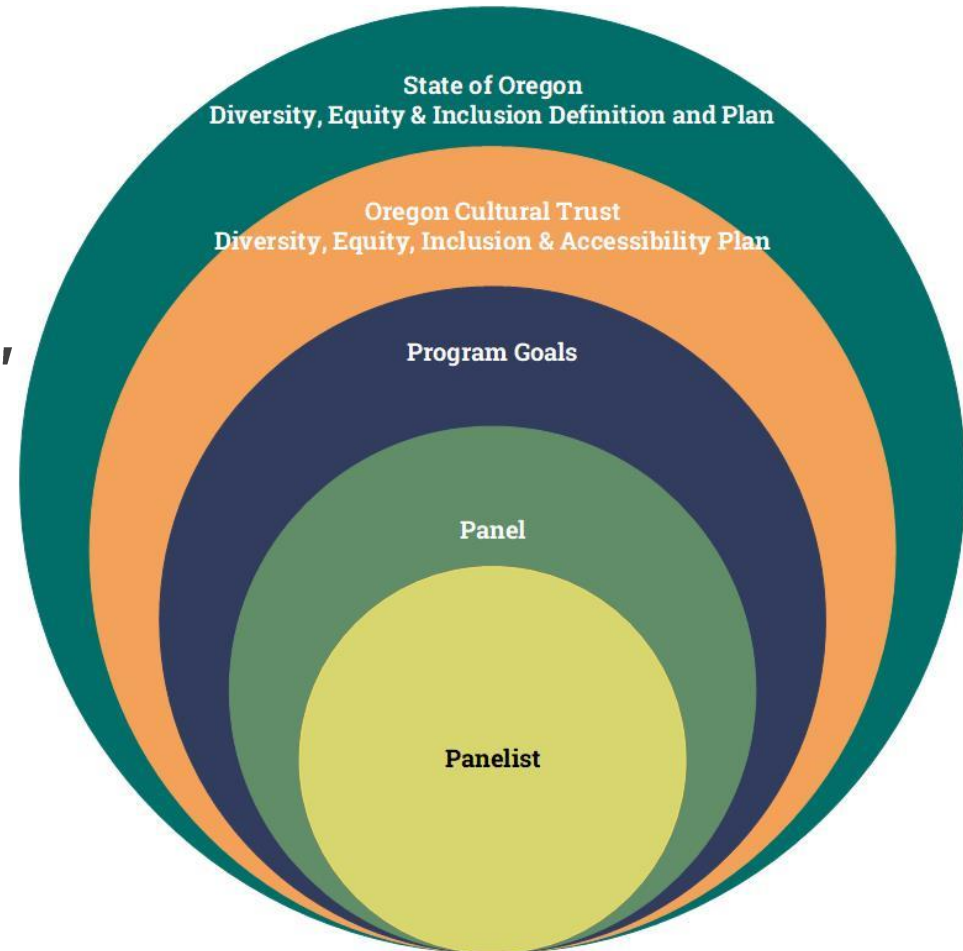 State of Oregon
Diversity, Equity & Inclusion Definition and Plan
Oregon Cultural Trust
Diversity, Equity, Inclusion & Accessibility Plan
Program Goals
Panel
Panelist